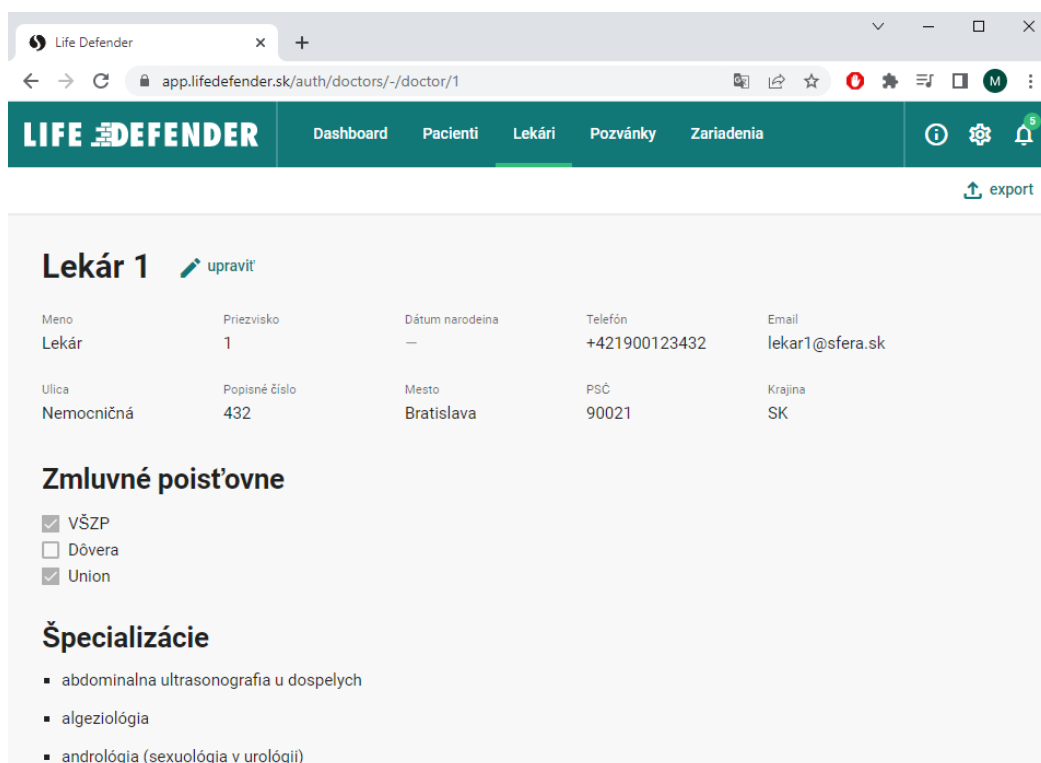 Life Defender
app.lifedefender.sk/auth/doctors/-/doctor/1
M
LIFE DEFENDER Dashboard Pacienti Lekári Pozvánky Zariadenia 5
export
Lekár 1 upraviť
Meno Priezvisko Dátum narodeina Telefón Email
Lekár 1 — +421900123432 lekar1@sfera.sk
Ulica Popisné číslo Mesto PSČ Krajina
Nemocničná 432 Bratislava 90021 SK
Zmluvné poisťovne
VŠZP
Dôvera
Union
Špecializácie
▪ abdominalna ultrasonografia u dospelych
▪ algeziológia
▪ andrológia (sexuológia v urológii)